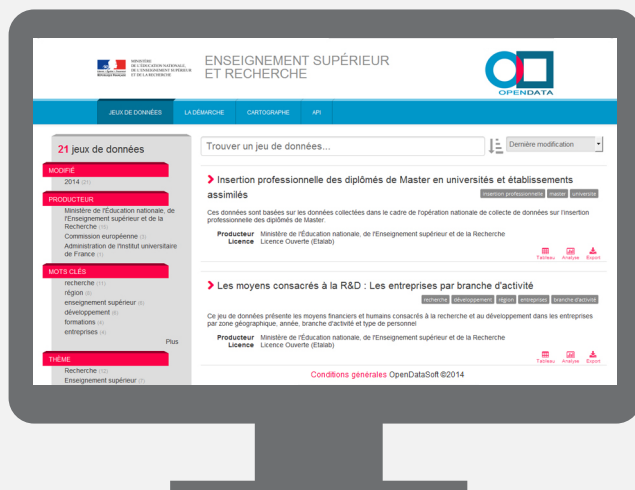 MINISTÈRE
DE L'ÉDUCATION NATIONALE,
DE L'ENSEIGNEMENT SUPÉRIEUR
ET DE LA RECHERCHE
ENSEIGNEMENT SUPÉRIEUR
ET RECHERCHE
OPENDATA
JEUX DE DONNÉES LA DÉMARCHE CARTOGRAPHIE API
21 jeux de données
Trouver un jeu de données...
Dernière modification
MODIFIÉ
2014 (21)
PRODUCTEUR
Ministère de l'Éducation nationale, de
l'Enseignement supérieur et de la
Recherche (16)
Commission européenne (3)
Administration de l'Institut universitaire
de France (1)
MOTS CLÉS
recherche (11)
région (9)
enseignement supérieur (8)
développement (6)
formations (4)
entreprises (4)
Plus
THÈME
Recherche (12)
Enseignement supérieur (7)
Insertion professionnelle des diplômés de Master en universités et établissements
assimilés
insertion professionnelle master université
Ces données sont basées sur les données collectées dans le cadre de l'opération nationale de collecte de données sur l'insertion
professionnelle des diplômés de Master.
Producteur Ministère de l'Éducation nationale, de l'Enseignement supérieur et de la Recherche
Licence Licence Ouverte (Etalab)
Tableau Analyse Export
Les moyens consacrés à la R&D : Les entreprises par branche d'activité
recherche développement région entreprises branche d'activité
Ce jeu de données présente les moyens financiers et humains consacrés à la recherche et au développement dans les entreprises
par zone géographique, année, branche d'activité et type de personnel
Producteur Ministère de l'Éducation nationale, de l'Enseignement supérieur et de la Recherche
Licence Licence Ouverte (Etalab)
Tableau Analyse Export
Conditions générales OpenDataSoft ©2014